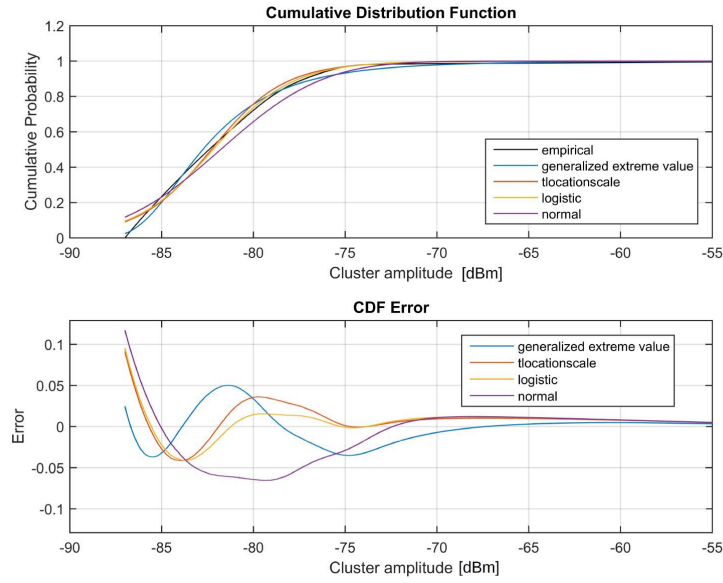 Cumulative Distribution Function
Cumulative Probability
1.2
1
0.8
0.6
0.4
0.2
0
empirical
generalized extreme value
tlocationscale
logistic
normal
-90 -85 -80 -75 -70 -65 -60 -55
Cluster amplitude [dBm]
CDF Error
Error
0.1
0.05
0
-0.05
-0.1
generalized extreme value
tlocationscale
logistic
normal
-90 -85 -80 -75 -70 -65 -60 -55
Cluster amplitude [dBm]